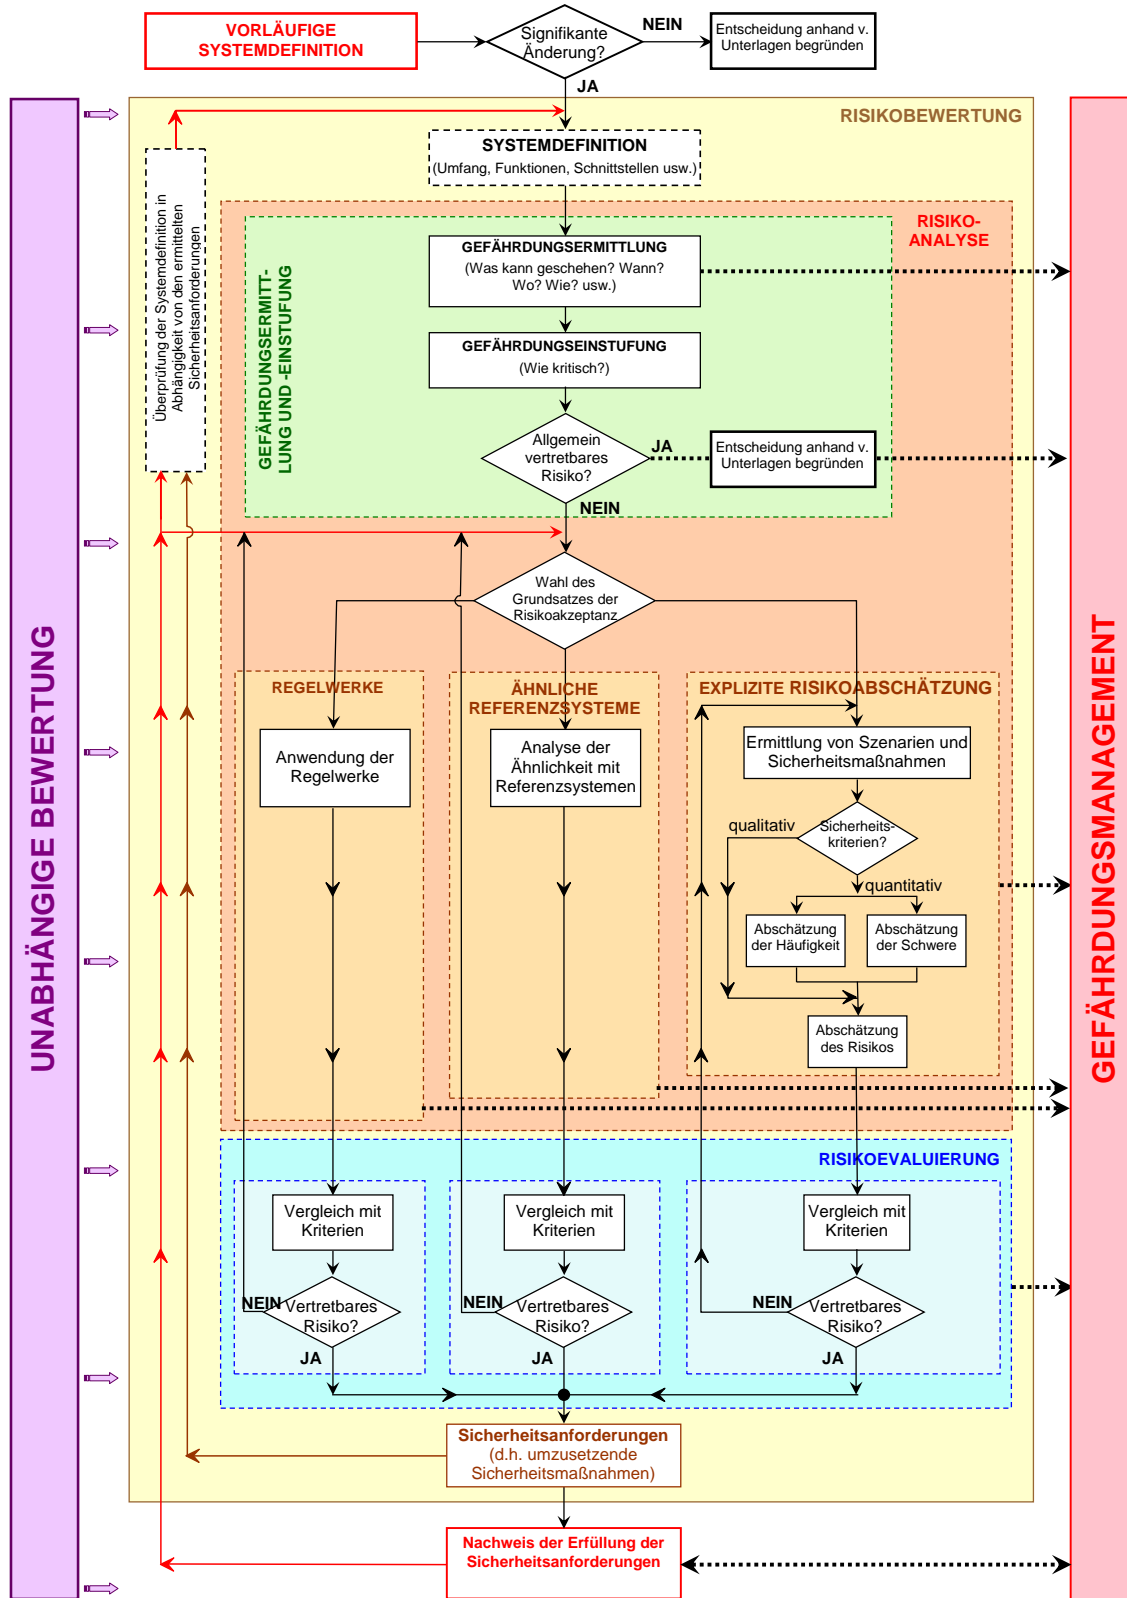 VORLÄUFIGE
SYSTEMDEFINITION
Signifikante
Änderung?
NEIN
Entscheidung anhand v.
Unterlagen begründen
JA
RISIKOBEWERTUNG
UNABHÄNGIGE BEWERTUNG
GEFÄHRDUNGSMANAGEMENT
Überprüfung der Systemdefinition in
Abhängigkeit von den ermittelten
Sicherheitsanforderungen
SYSTEMDEFINITION
(Umfang, Funktionen, Schnittstellen usw.)
RISIKO-
ANALYSE
GEFÄHRDUNGSERMITT-
LUNG UND -EINSTUFUNG
GEFÄHRDUNGSERMITTLUNG
(Was kann geschehen? Wann?
Wo? Wie? usw.)
GEFÄHRDUNGSEINSTUFUNG
(Wie kritisch?)
Allgemein
vertretbares
Risiko?
JA
Entscheidung anhand v.
Unterlagen begründen
NEIN
Wahl des
Grundsatzes der
Risikoakzeptanz
REGELWERKE
ÄHNLICHE
REFERENZSYSTEME
EXPLIZITE RISIKOABSCHÄTZUNG
Anwendung der
Regelwerke
Analyse der
Ähnlichkeit mit
Referenzsystemen
Ermittlung von Szenarien und
Sicherheitsmaßnahmen
qualitativ
Sicherheits-
kriterien?
quantitativ
Abschätzung
der Häufigkeit
Abschätzung
der Schwere
Abschätzung
des Risikos
RISIKOEVALUIERUNG
Vergleich mit
Kriterien
Vergleich mit
Kriterien
Vergleich mit
Kriterien
NEIN
Vertretbares
Risiko?
NEIN
Vertretbares
Risiko?
NEIN
Vertretbares
Risiko?
JA
JA
JA
Sicherheitsanforderungen
(d.h. umzusetzende
Sicherheitsmaßnahmen)
Nachweis der Erfüllung der
Sicherheitsanforderungen